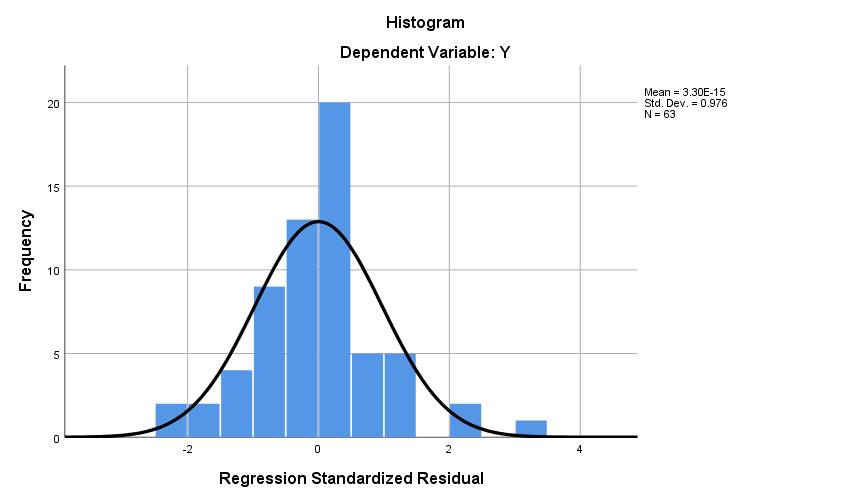 Histogram
Dependent Variable: Y
Mean = 3.30E-15
Std. Dev. = 0.976
N = 63
20
15
10
5
0
Frequency
-2
0
2
4
Regression Standardized Residual